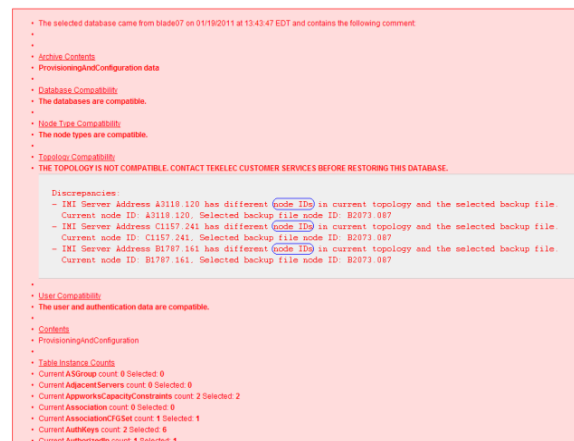 The selected database came from blade07 on 01/19/2011 at 13:43:47 EDT and contains the following comment:
Archive Contents
ProvisioningAndConfiguration data
Database Compatibility
The databases are compatible.
Node Type Compatibility
The node types are compatible.
Topology Compatibility
THE TOPOLOGY IS NOT COMPATIBLE. CONTACT TEKELEC CUSTOMER SERVICES BEFORE RESTORING THIS DATABASE.
Discrepancies:
- IMI Server Address A3118.120 has different node IDs in current topology and the selected backup file.
Current node ID: A3118.120, Selected backup file node ID: B2073.087
- IMI Server Address C1157.241 has different node IDs in current topology and the selected backup file.
Current node ID: C1157.241, Selected backup file node ID: B2073.087
- IMI Server Address B1787.161 has different node IDs in current topology and the selected backup file.
Current node ID: B1787.161, Selected backup file node ID: B2073.087
User Compatibility
The user and authentication data are compatible.
Contents
ProvisioningAndConfiguration
Table Instance Counts
Current ASGroup count: 0 Selected: 0
Current AdjacentServers count: 0 Selected: 0
Current AppworksCapacityConstraints count: 2 Selected: 2
Current Association count: 0 Selected: 0
Current AssociationCFGSet count: 1 Selected: 1
Current AuthKeys count: 2 Selected: 6
Current AuthorizedIp count: 1 Selected: 1